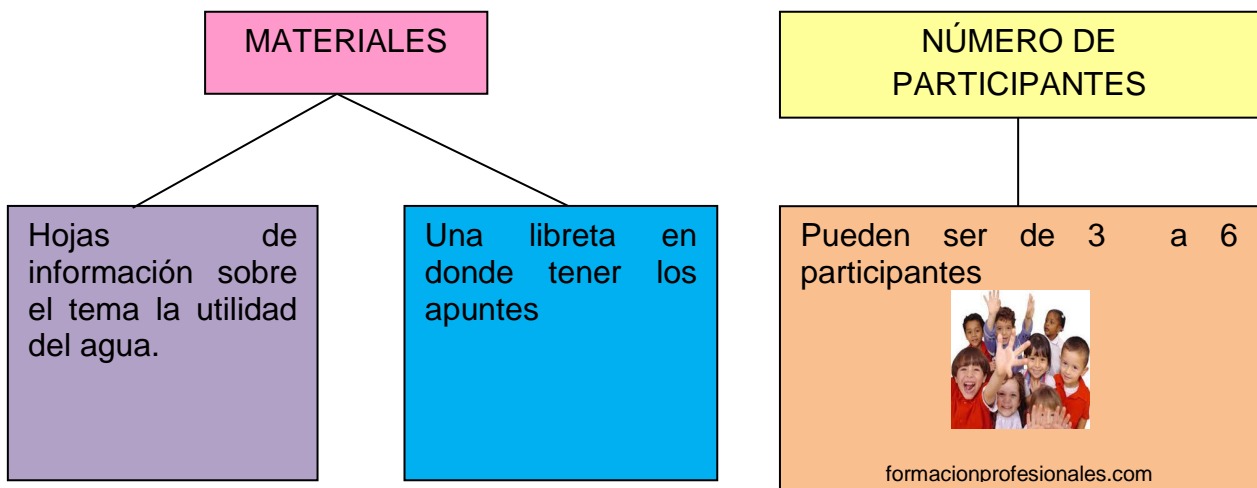 MATERIALES
NÚMERO DE
PARTICIPANTES
Hojas de
información sobre
el tema la utilidad
del agua.
Una libreta en
donde tener los
apuntes
Pueden ser de 3 a 6
participantes
formacionprofesionales.com